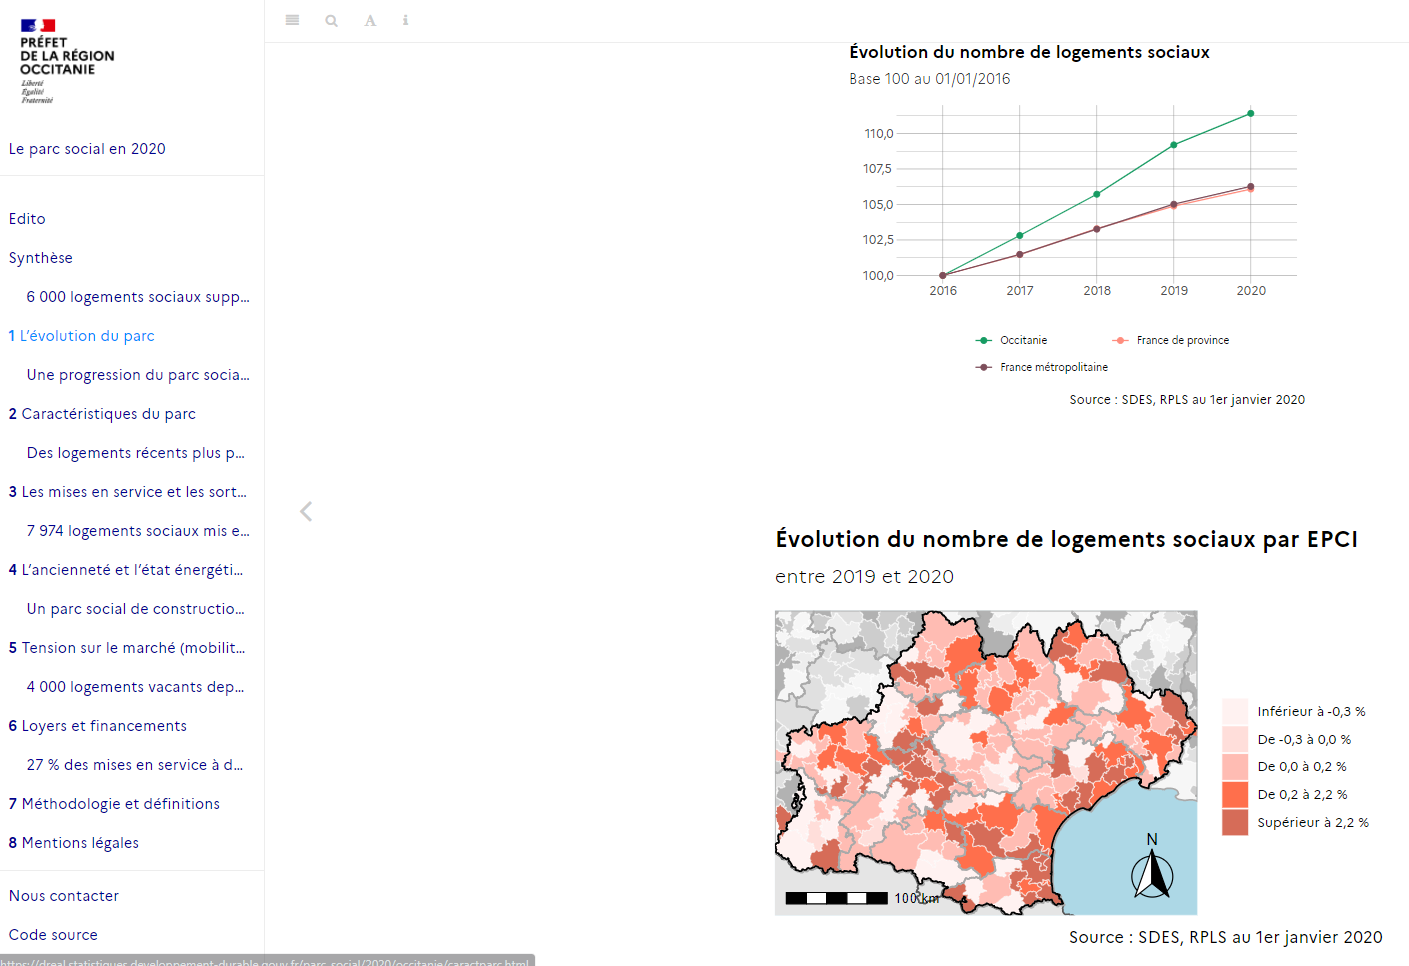 PRÉFET
DE LA RÉGION
OCCITANIE
Liberté
Égalité
Fraternité
Le parc social en 2020
Edito
Synthèse
6 000 logements sociaux supp...
1 L'évolution du parc
Une progression du parc socia...
2 Caractéristiques du parc
Des logements récents plus p...
3 Les mises en service et les sort...
7 974 logements sociaux mis e...
4 L'ancienneté et l'état énergéti...
Un parc social de constructio...
5 Tension sur le marché (mobilit...
4 000 logements vacants dep...
6 Loyers et financements
27 % des mises en service à d...
7 Méthodologie et définitions
8 Mentions légales
Nous contacter
Code source
https://dreal.statistiques.developpement-durable.gouv.fr/parc_social/2020/occitanie/caractparc.html
Évolution du nombre de logements sociaux
Base 100 au 01/01/2016
110,0
107,5
105,0
102,5
100,0
2016 2017 2018 2019 2020
Occitanie France de province
France métropolitaine
Source : SDES, RPLS au 1er janvier 2020
Évolution du nombre de logements sociaux par EPCI
entre 2019 et 2020
Inférieur à -0,3 %
De -0,3 à 0,0 %
De 0,0 à 0,2 %
De 0,2 à 2,2 %
Supérieur à 2,2 %
N
100 km
Source : SDES, RPLS au 1er janvier 2020